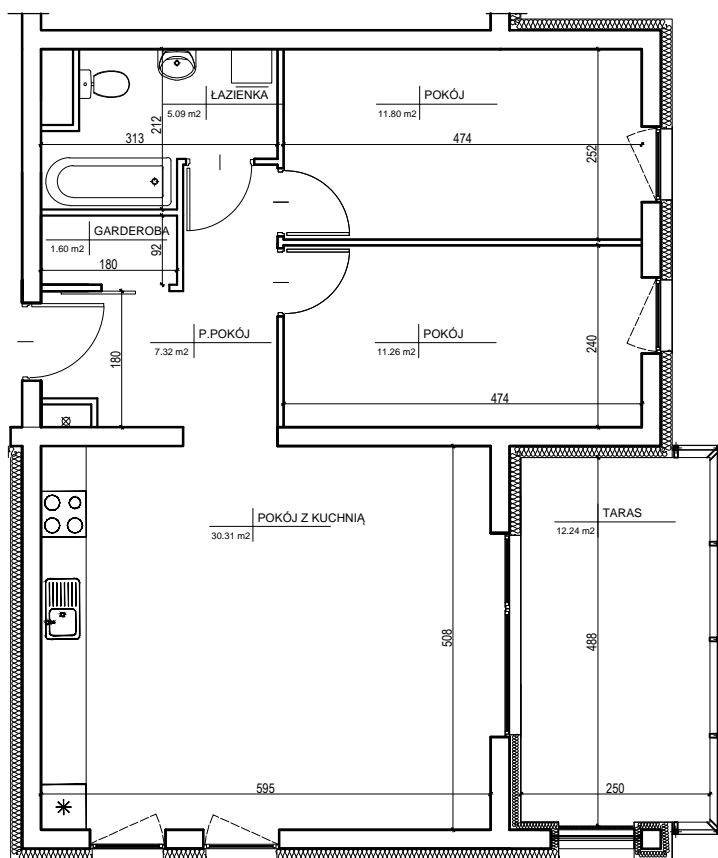 ŁAZIENKA
5.09 m2
212
313
POKÓJ
11.80 m2
474
252
GARDEROBA
1.60 m2
92
180
P.POKÓJ
7.32 m2
180
POKÓJ
11.26 m2
240
474
POKÓJ Z KUCHNIĄ
30.31 m2
508
595
TARAS
12.24 m2
488
250